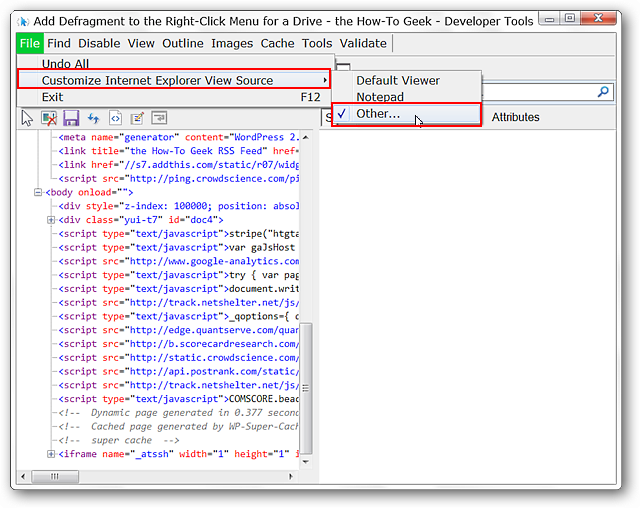 Add Defragment to the Right-Click Menu for a Drive - the How-To Geek - Developer Tools
File Find Disable View Outline Images Cache Tools Validate
Undo All
Customize Internet Explorer View Source
Exit F12
Default Viewer
Notepad
Other...
Attributes
<meta name="generator" content="WordPress 2.
<link title="the How-To Geek RSS Feed" href=
<link href="//s7.addthis.com/static/r07/widg
<script src="http://ping.crowdscience.com/pi
<body onload="">
<div style="z-index: 100000; position: absol
<div class="yui-t7" id="doc4">
<script type="text/javascript">stripe("htgta
<script type="text/javascript">var gaJsHost
<script src="http://www.google-analytics.com
<script type="text/javascript">try { var pag
<script type="text/javascript">document.writ
<script src="http://track.netshelter.net/js/
<script type="text/javascript">_qoptions={ q
<script src="http://edge.quantserve.com/quan
<script src="http://b.scorecardresearch.com/
<script src="http://static.crowdscience.com/
<script src="http://api.postrank.com/static/
<script src="http://track.netshelter.net/js/
<script type="text/javascript">COMSCORE.beac
<!-- Dynamic page generated in 0.377 second
<!-- Cached page generated by WP-Super-Cach
<!-- super cache -->
<iframe name="_atssh" width="1" height="1" i